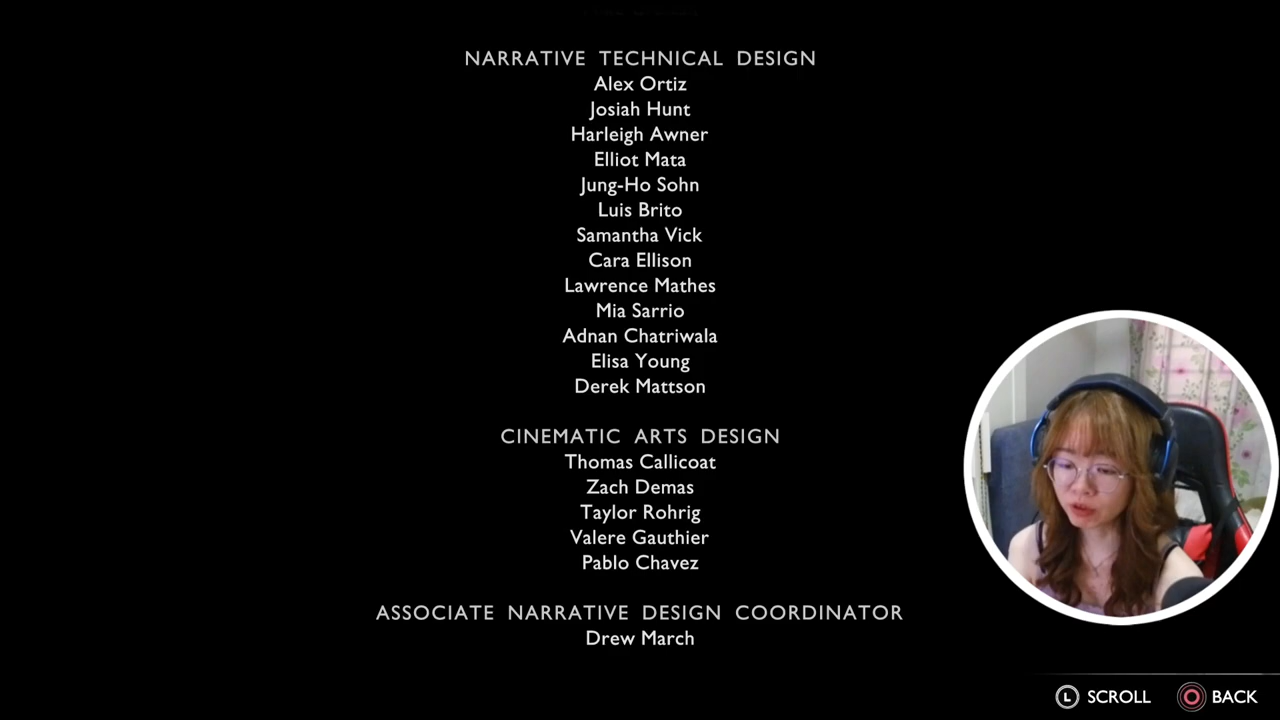 NARRATIVE TECHNICAL DESIGN
Alex Ortiz
Josiah Hunt
Harleigh Awner
Elliot Mata
Jung-Ho Sohn
Luis Brito
Samantha Vick
Cara Ellison
Lawrence Mathes
Mia Sarrio
Adnan Chatriwala
Elisa Young
Derek Mattson
CINEMATIC ARTS DESIGN
Thomas Callicoat
Zach Demas
Taylor Rohrig
Valere Gauthier
Pablo Chavez
ASSOCIATE NARRATIVE DESIGN COORDINATOR
Drew March
L SCROLL BACK